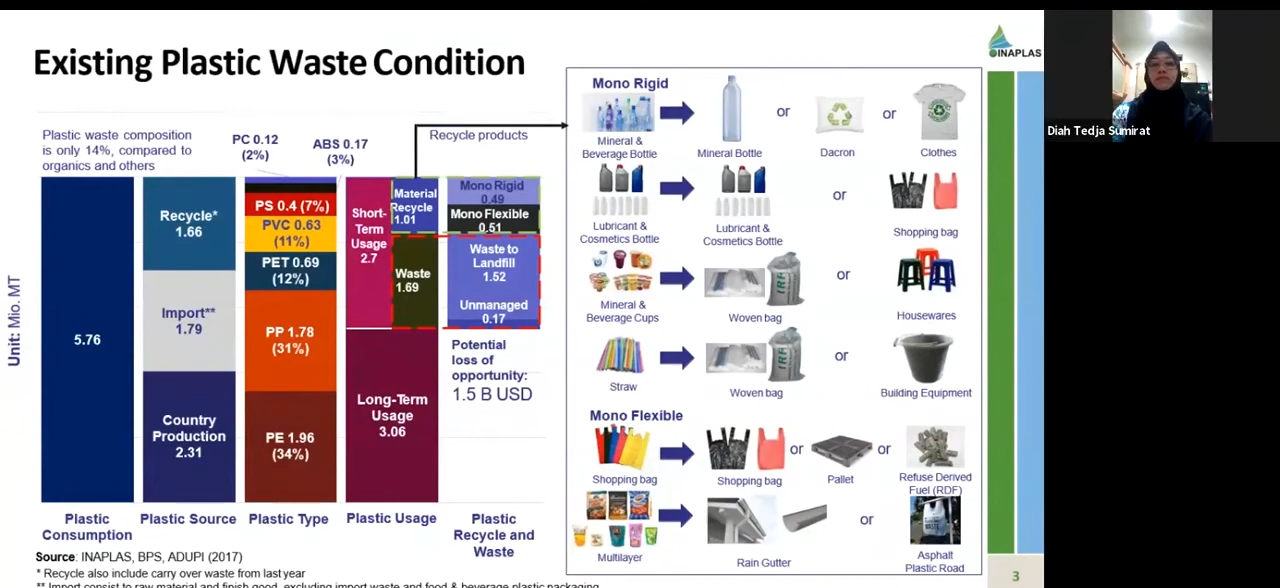 Existing Plastic Waste Condition
INAPLAS
Diah Tedja Sumirat
Plastic waste composition
is only 14%, compared to
organics and others
PC 0.12
(2%)
ABS 0.17
(3%)
Recycle products
Unit: Mio. MT
5.76
Recycle*
1.66
Import**
1.79
Country
Production
2.31
PS 0.4 (7%)
PVC 0.63
(11%)
PET 0.69
(12%)
PP 1.78
(31%)
PE 1.96
(34%)
Short-
Term
Usage
2.7
Material
Recycle
1.01
Waste
1.69
Long-Term
Usage
3.06
Mono Rigid
0.49
Mono Flexible
0.51
Waste to
Landfill
1.52
Unmanaged
0.17
Potential
loss of
opportunity:
1.5 B USD
Plastic
Consumption
Plastic Source
Plastic Type
Plastic Usage
Plastic
Recycle and
Waste
Source: INAPLAS, BPS, ADUPI (2017)
* Recycle also include carry over waste from last year
** Import consist to raw material and finish good, excluding import waste and food & beverage plastic packaging
Mono Rigid
Mineral &
Beverage Bottle
Mineral Bottle
or
Dacron
or
Clothes
Lubricant &
Cosmetics Bottle
Lubricant &
Cosmetics Bottle
or
Shopping bag
Mineral &
Beverage Cups
Woven bag
or
Housewares
Straw
Woven bag
or
Building Equipment
Mono Flexible
Shopping bag
Shopping bag
or
Pallet
or
Refuse Derived
Fuel (RDF)
Multilayer
Rain Gutter
or
Asphalt
Plastic Road
3